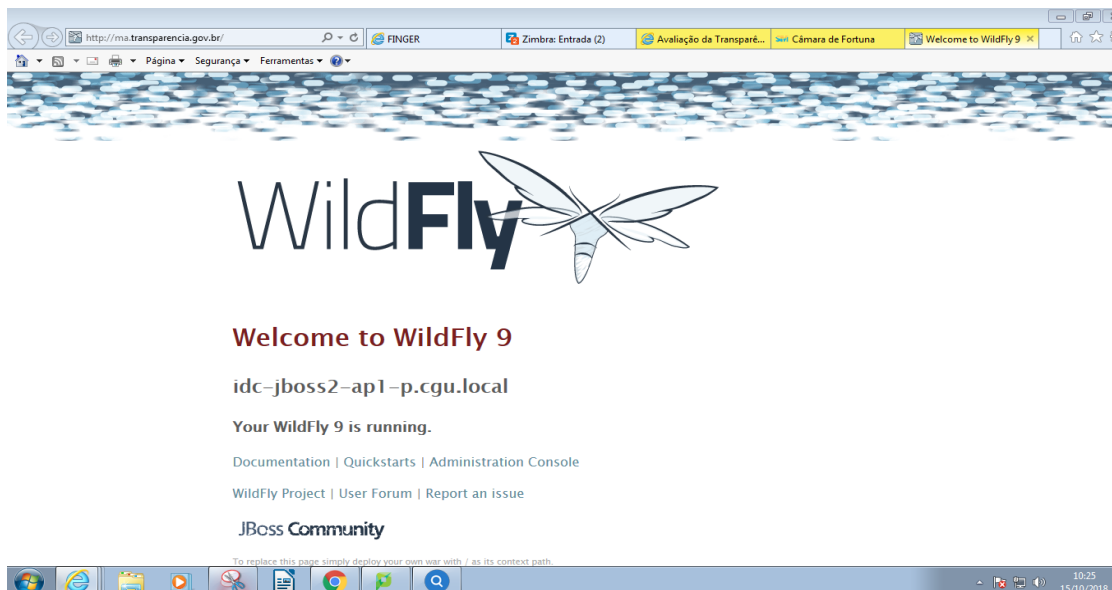 http://ma.transparencia.gov.br/
FINGER
Zimbra: Entrada (2)
Avaliação da Transparê...
Câmara de Fortuna
Welcome to WildFly 9
Página
Segurança
Ferramentas
WildFly
Welcome to WildFly 9
idc-jboss2-ap1-p.cgu.local
Your WildFly 9 is running.
Documentation | Quickstarts | Administration Console
WildFly Project | User Forum | Report an issue
JBoss Community
To replace this page simply deploy your own war with / as its context path.
10:25
15/10/2018